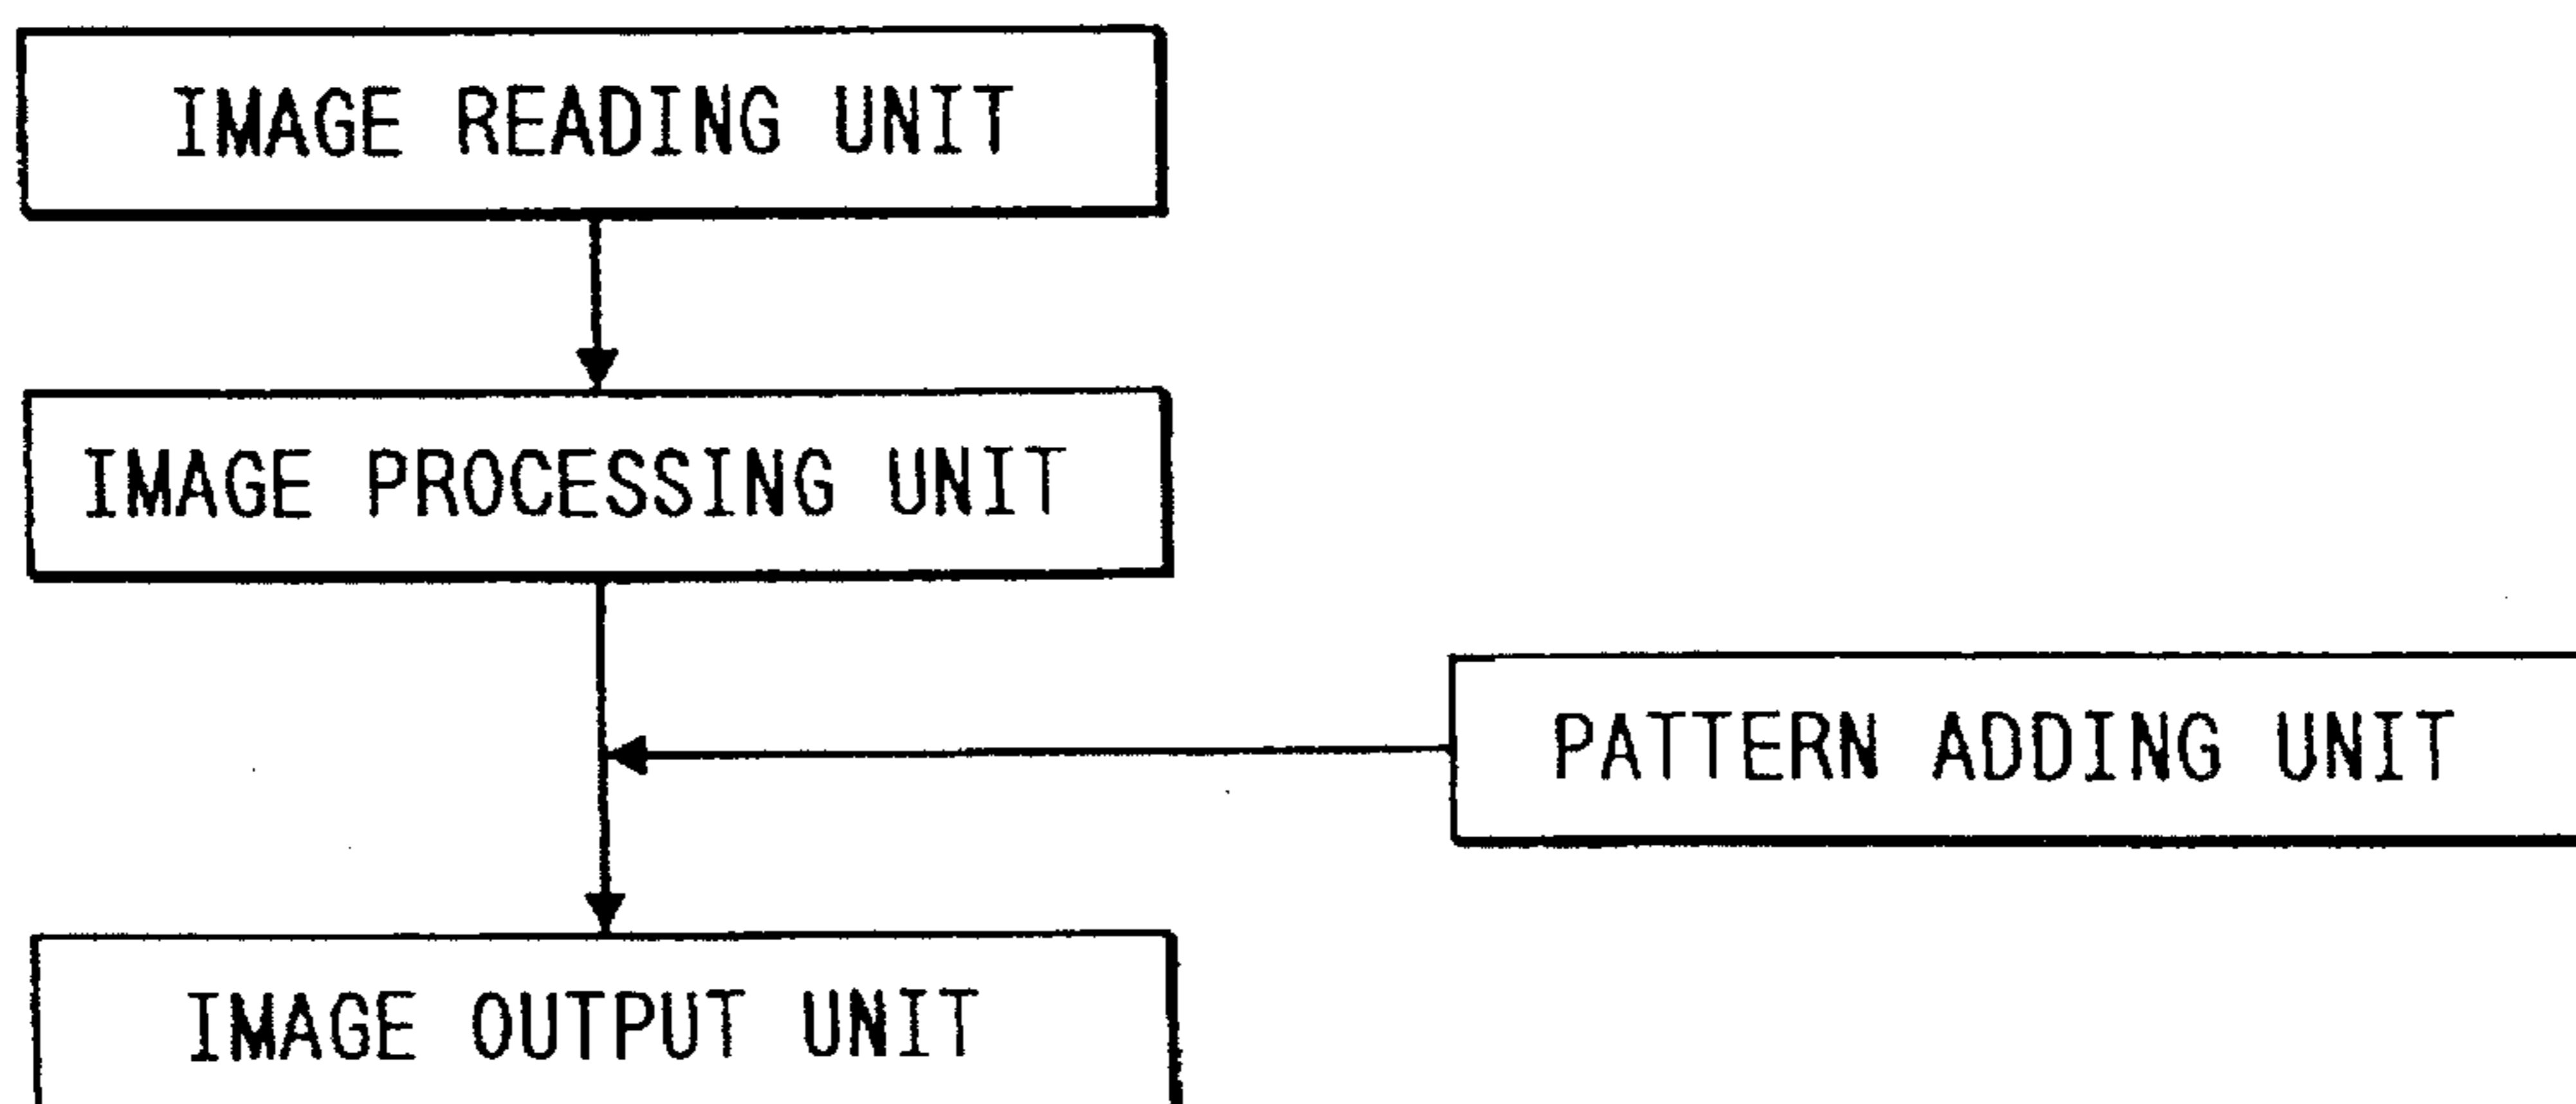 IMAGE READING UNIT
IMAGE PROCESSING UNIT
PATTERN ADDING UNIT
IMAGE OUTPUT UNIT